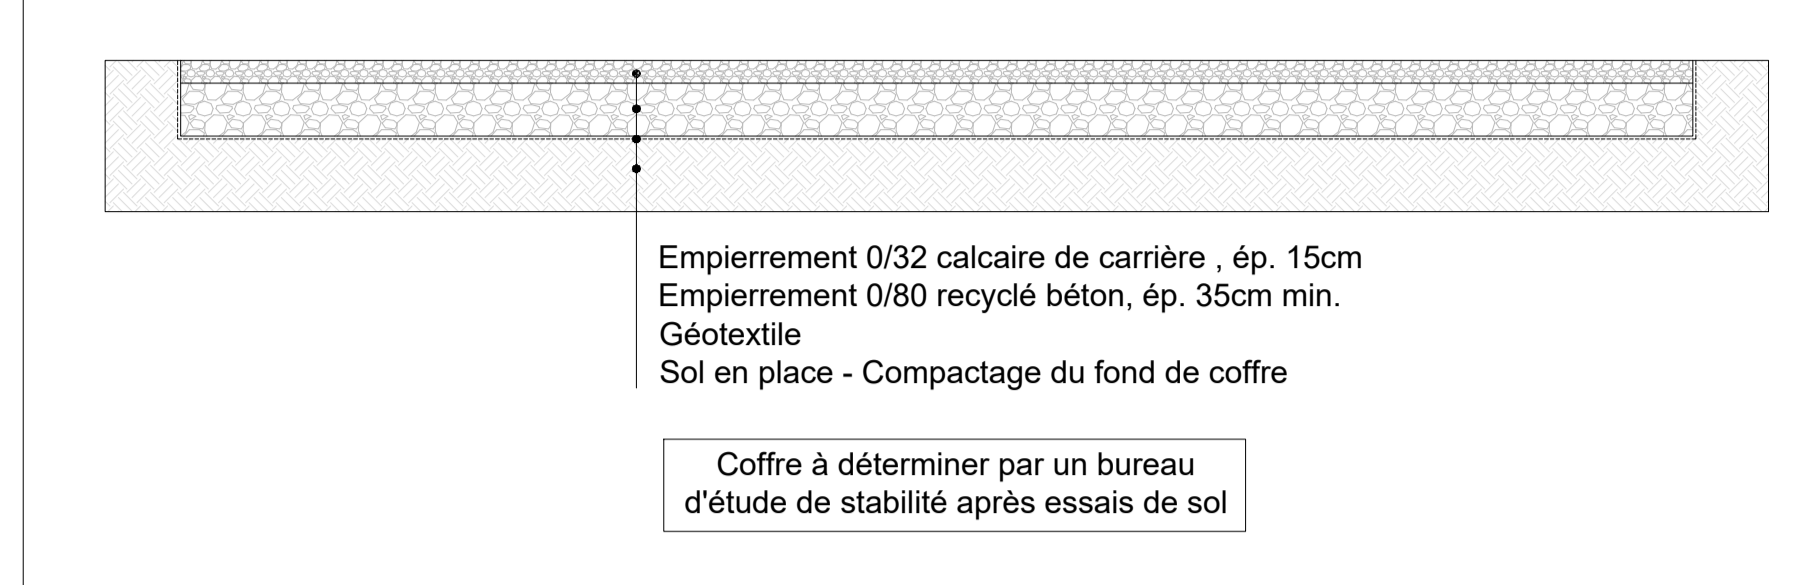 Empierrement 0/32 calcaire de carrière , ép. 15cm
Empierrement 0/80 recyclé béton, ép. 35cm min.
Géotextile
Sol en place - Compactage du fond de coffre
Coffre à déterminer par un bureau
d'étude de stabilité après essais de sol